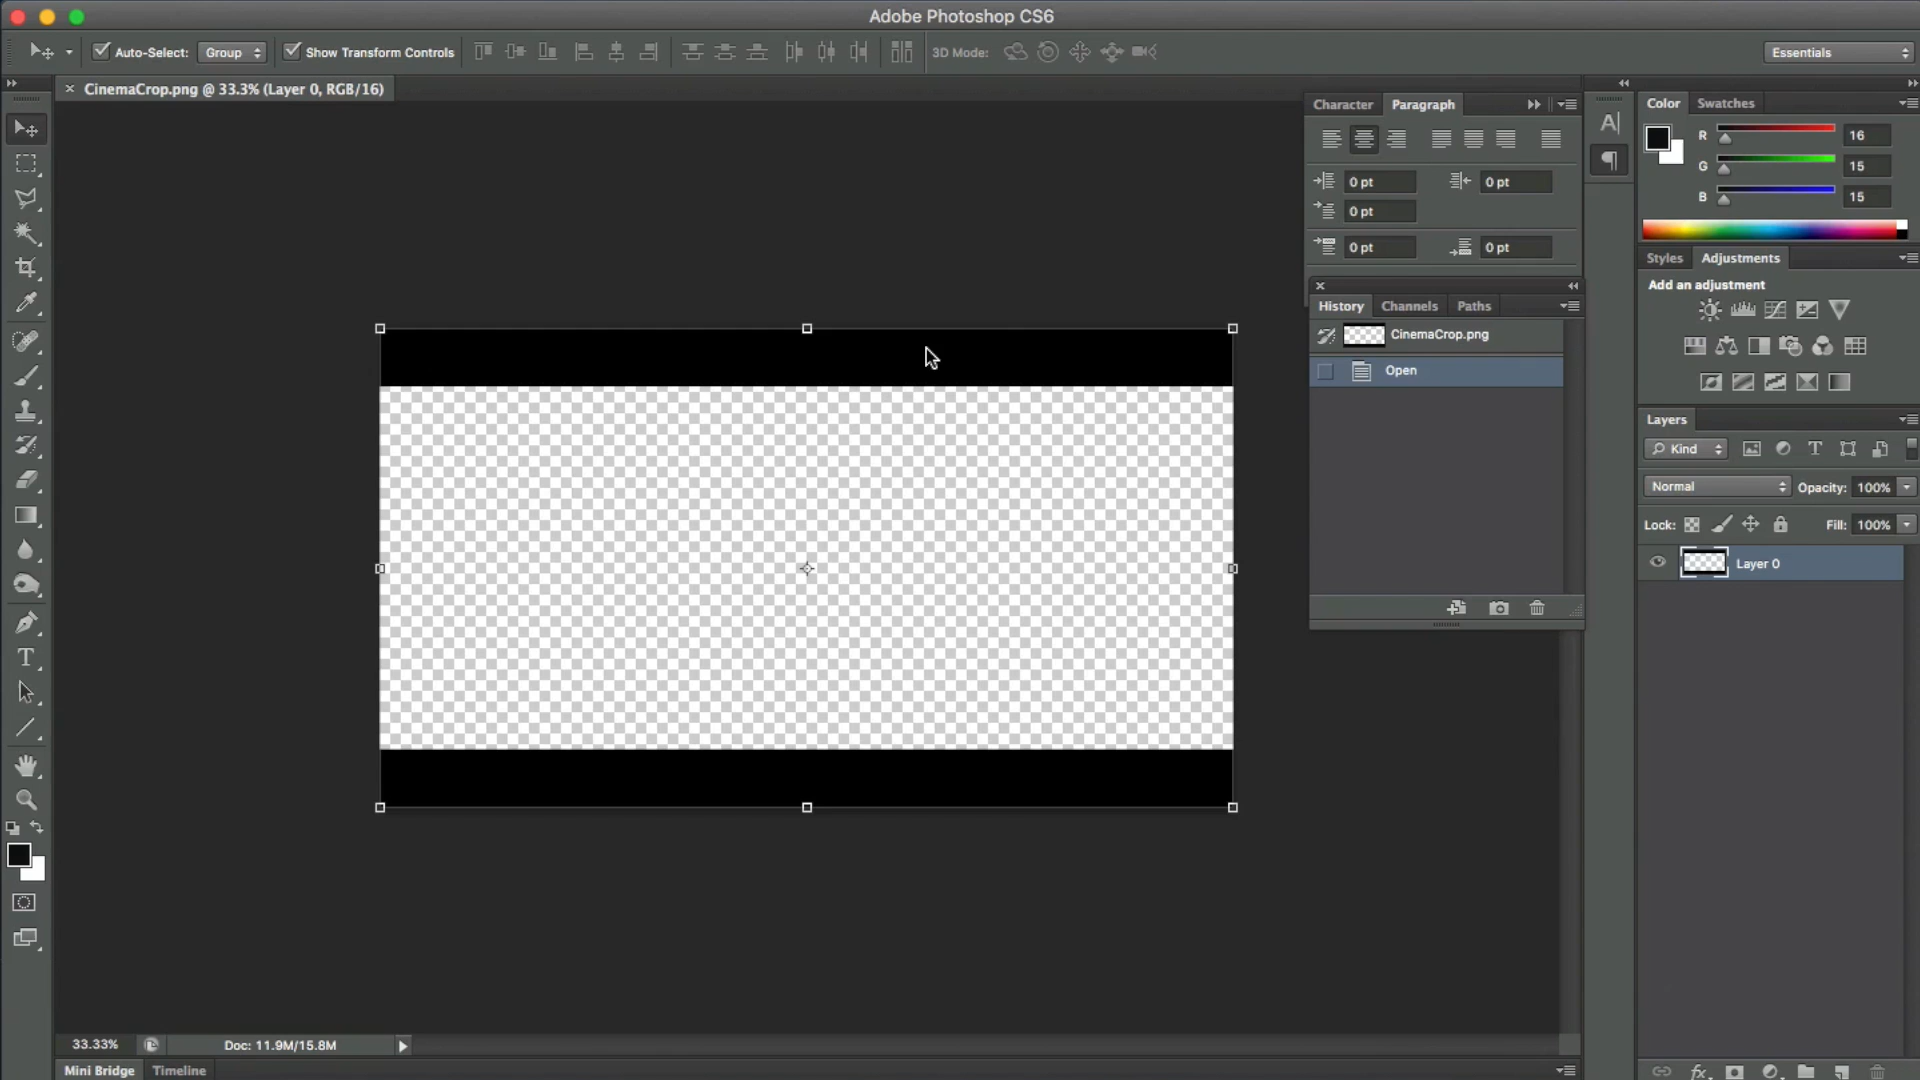 Adobe Photoshop CS6
Auto-Select: Group Show Transform Controls 3D Mode: Essentials
× CinemaCrop.png @ 33.3% (Layer 0, RGB/16)
Character Paragraph
0 pt 0 pt
0 pt
0 pt 0 pt
History Channels Paths
CinemaCrop.png
Open
Color Swatches
R 16
G 15
B 15
Styles Adjustments
Add an adjustment
Layers
Kind
Normal Opacity: 100%
Lock: Fill: 100%
Layer 0
33.33% Doc: 11.9M/15.8M
Mini Bridge Timeline
fx